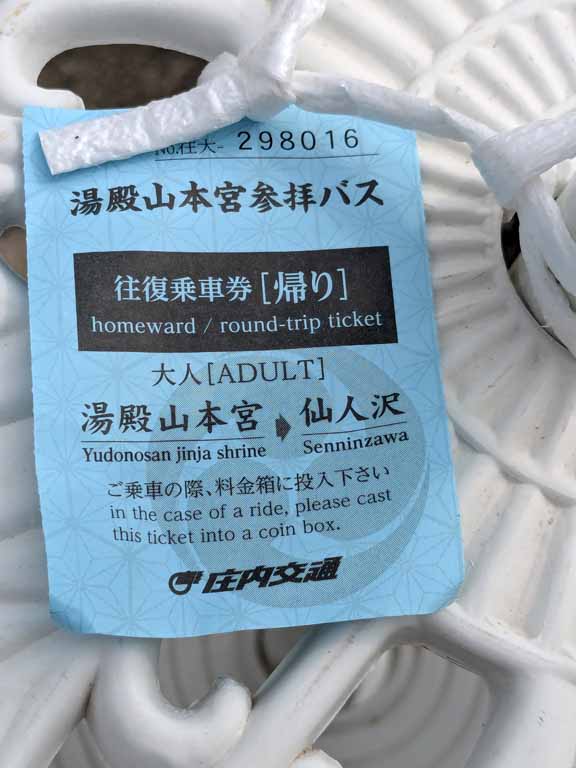 No.往大- 298016
湯殿山本宮参拝バス
往復乗車券[帰り]
homeward / round-trip ticket
大人[ADULT]
湯殿山本宮 ➡ 仙人沢
Yudonosan jinja shrine Senninzawa
ご乗車の際、料金箱に投入下さい
in the case of a ride, please cast
this ticket into a coin box.
庄内交通